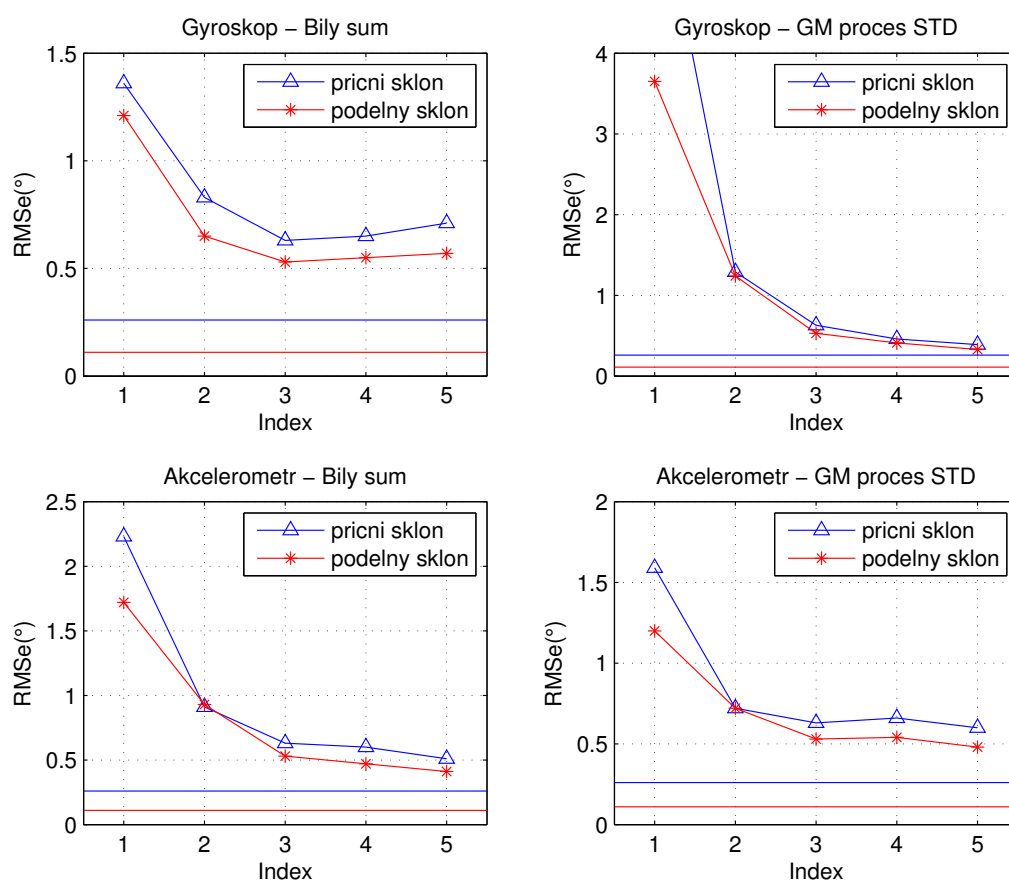 Gyroskop − Bily sum
1.5
1
0.5
0
RMSe(°)
pricni sklon
podelny sklon
1 2 3 4 5
Index
Gyroskop − GM proces STD
4
3
2
1
0
RMSe(°)
pricni sklon
podelny sklon
1 2 3 4 5
Index
Akcelerometr − Bily sum
2.5
2
1.5
1
0.5
0
RMSe(°)
pricni sklon
podelny sklon
1 2 3 4 5
Index
Akcelerometr − GM proces STD
2
1.5
1
0.5
0
RMSe(°)
pricni sklon
podelny sklon
1 2 3 4 5
Index